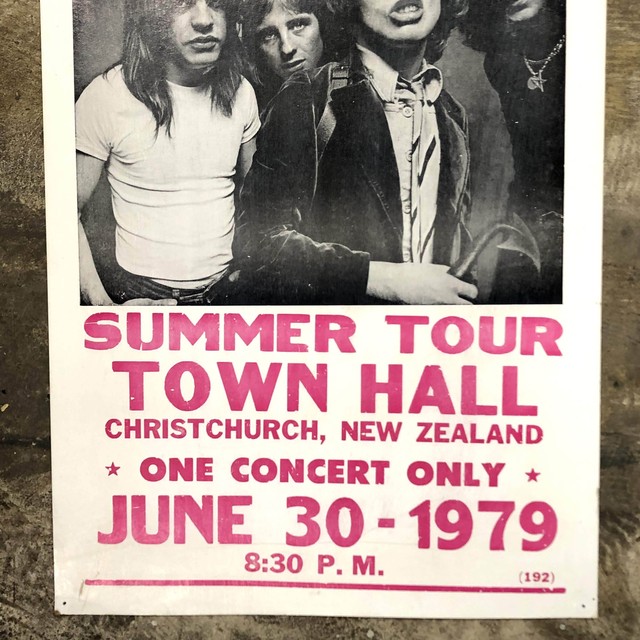 SUMMER TOUR
TOWN HALL
CHRISTCHURCH, NEW ZEALAND
★ ONE CONCERT ONLY ★
JUNE 30 - 1979
8:30 P. M.
(192)